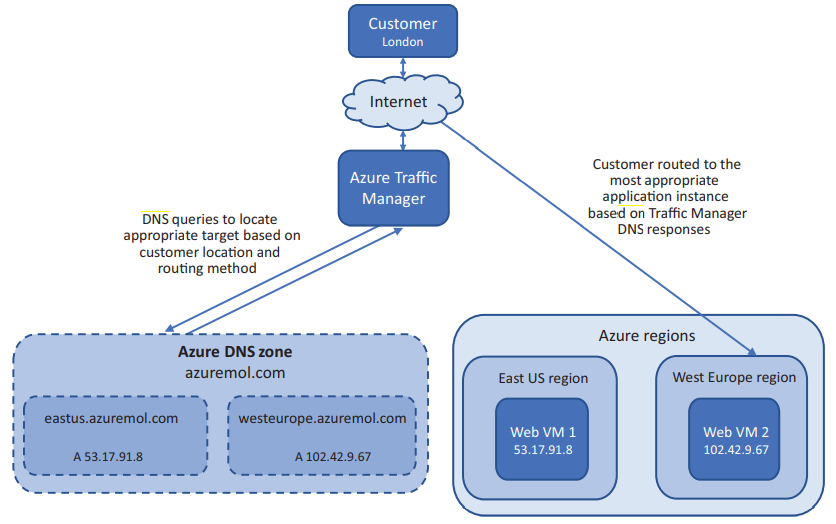 Customer
London
Internet
Azure Traffic
Manager
Customer routed to the
most appropriate
application instance
based on Traffic Manager
DNS responses
DNS queries to locate
appropriate target based on
customer location and
routing method
Azure DNS zone
azuremol.com
eastus.azuremol.com
A 53.17.91.8
westeurope.azuremol.com
A 102.42.9.67
Azure regions
East US region
Web VM 1
53.17.91.8
West Europe region
Web VM 2
102.42.9.67